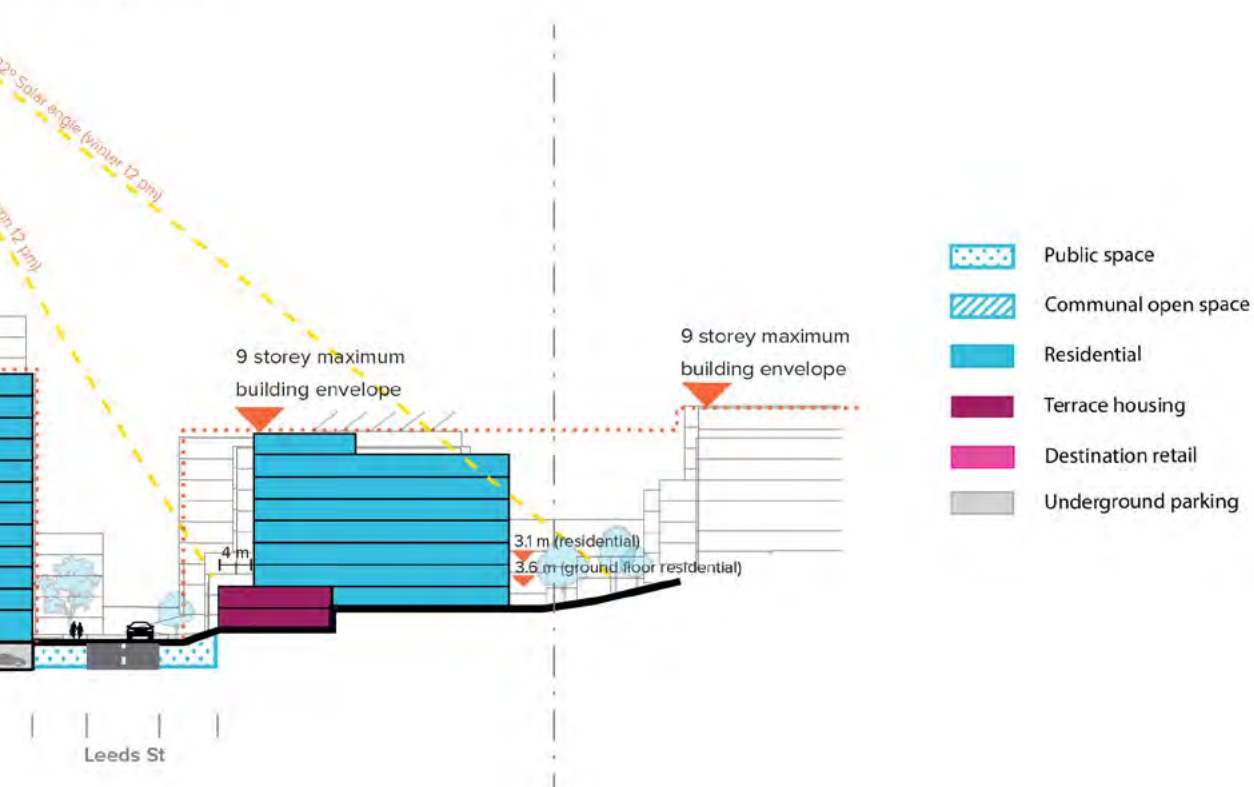 2° Solar angle (winter 12 pm)
12 pm)
9 storey maximum
building envelope
9 storey maximum
building envelope
4 m
3.1 m (residential)
3.6 m (ground floor residential)
Leeds St
Public space
Communal open space
Residential
Terrace housing
Destination retail
Underground parking